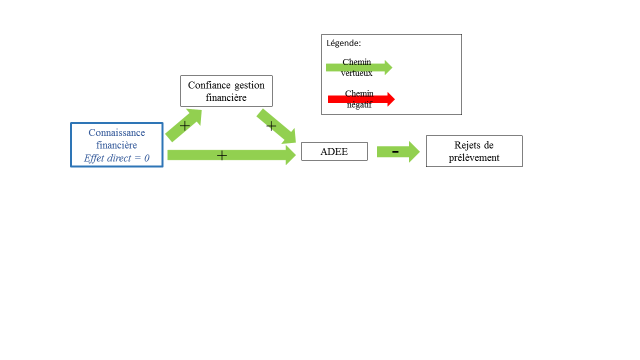 Légende:
Chemin
vertueux
Chemin
négatif
Confiance gestion
financière
Connaissance
financière
Effet direct = 0
+
+
+
ADEE
-
Rejets de
prélèvement